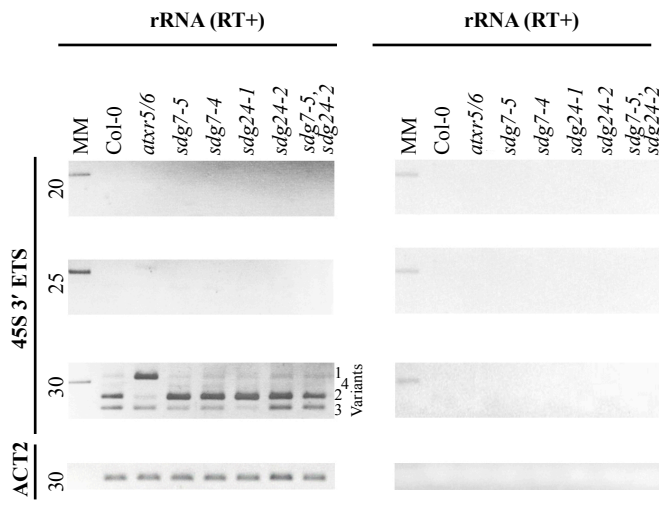 rRNA (RT+)
rRNA (RT+)
MM Col-0 atxr5/6 sdg7-5 sdg7-4 sdg24-1 sdg24-2 sdg7-5, sdg24-2
MM Col-0 atxr5/6 sdg7-5 sdg7-4 sdg24-1 sdg24-2 sdg7-5, sdg24-2
45S 3′ ETS
20
25
30
1
4
2
3
Variants
ACT2
30